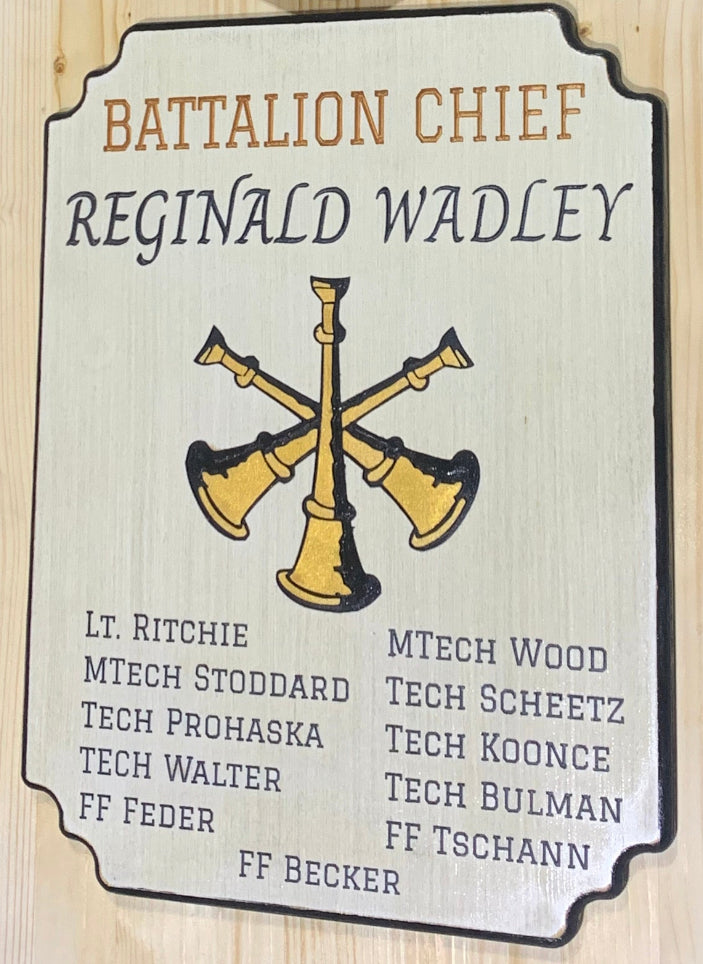 BATTALION CHIEF
REGINALD WADLEY
LT. RITCHIE
MTECH STODDARD
TECH PROHASKA
TECH WALTER
FF FEDER
MTECH WOOD
TECH SCHEETZ
TECH KOONCE
TECH BULMAN
FF TSCHANN
FF BECKER